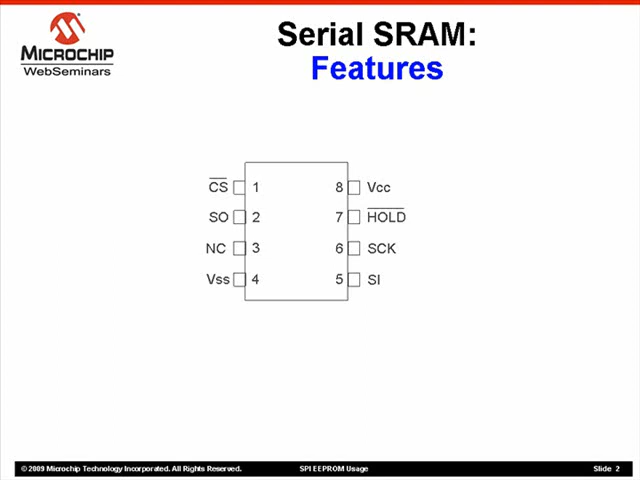 MICROCHIP
WebSeminars
Serial SRAM:
Features
CS 1 8 Vcc
SO 2 7 HOLD
NC 3 6 SCK
Vss 4 5 SI
© 2009 Microchip Technology Incorporated. All Rights Reserved. SPI EEPROM Usage Slide 2